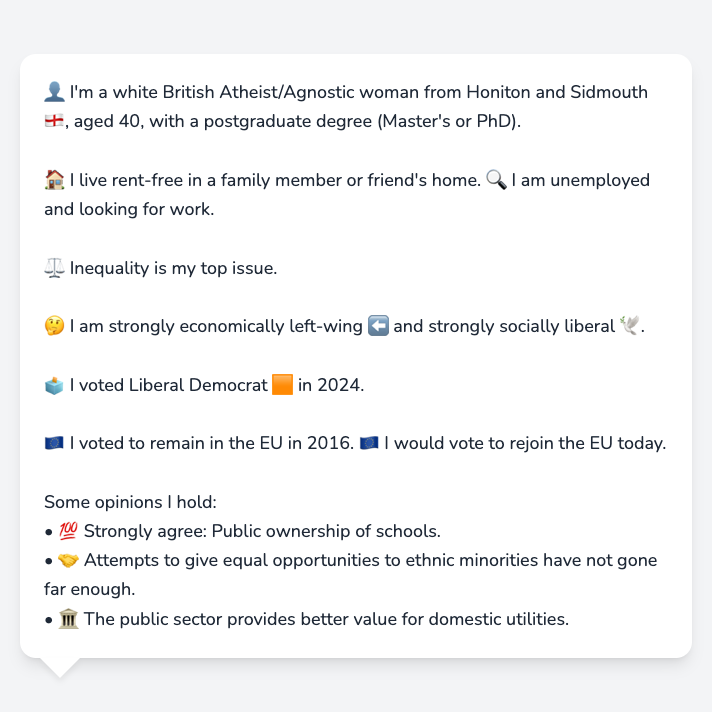 👤 I'm a white British Atheist/Agnostic woman from Honiton and Sidmouth
🏴󠁧󠁢󠁥󠁮󠁧󠁿, aged 40, with a postgraduate degree (Master's or PhD).
🏠 I live rent-free in a family member or friend's home. 🔍 I am unemployed
and looking for work.
⚖️ Inequality is my top issue.
🤔 I am strongly economically left-wing ⬅️ and strongly socially liberal 🕊️.
🗳️ I voted Liberal Democrat 🟧 in 2024.
🇪🇺 I voted to remain in the EU in 2016. 🇪🇺 I would vote to rejoin the EU today.
Some opinions I hold:
• 💯 Strongly agree: Public ownership of schools.
• 🤝 Attempts to give equal opportunities to ethnic minorities have not gone
far enough.
• 🏛️ The public sector provides better value for domestic utilities.